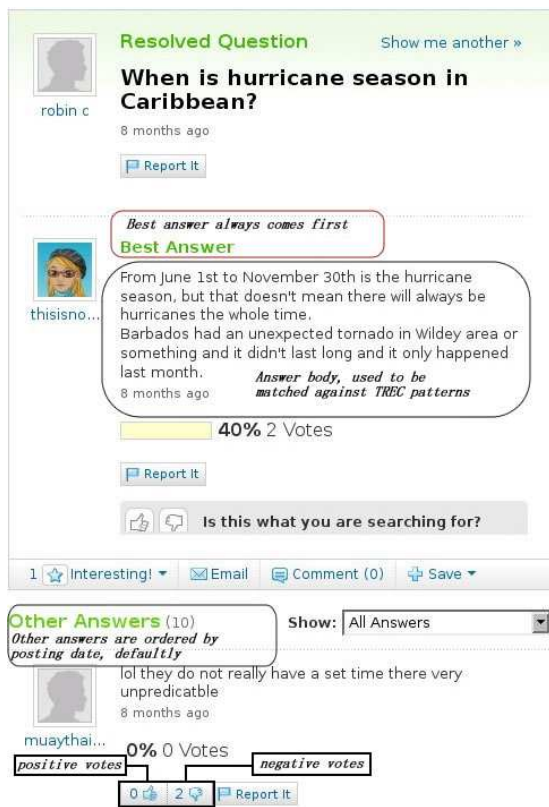 Resolved Question
Show me another »
When is hurricane season in
Caribbean?
robin c
8 months ago
Report It
Best answer always comes first
Best Answer
From June 1st to November 30th is the hurricane
season, but that doesn't mean there will always be
hurricanes the whole time.
thisisno...
Barbados had an unexpected tornado in Wildey area or
something and it didn't last long and it only happened
last month.
8 months ago
Answer body, used to be
matched against TREC patterns
40% 2 Votes
Report It
Is this what you are searching for?
1 Interesting! Email Comment (0) Save
Other Answers (10)
Show: All Answers
Other answers are ordered by
posting date, defaultly
lol they do not really have a set time there very
unpredicatble
8 months ago
muaythai...
0% 0 Votes
positive votes
negative votes
0 2 Report It